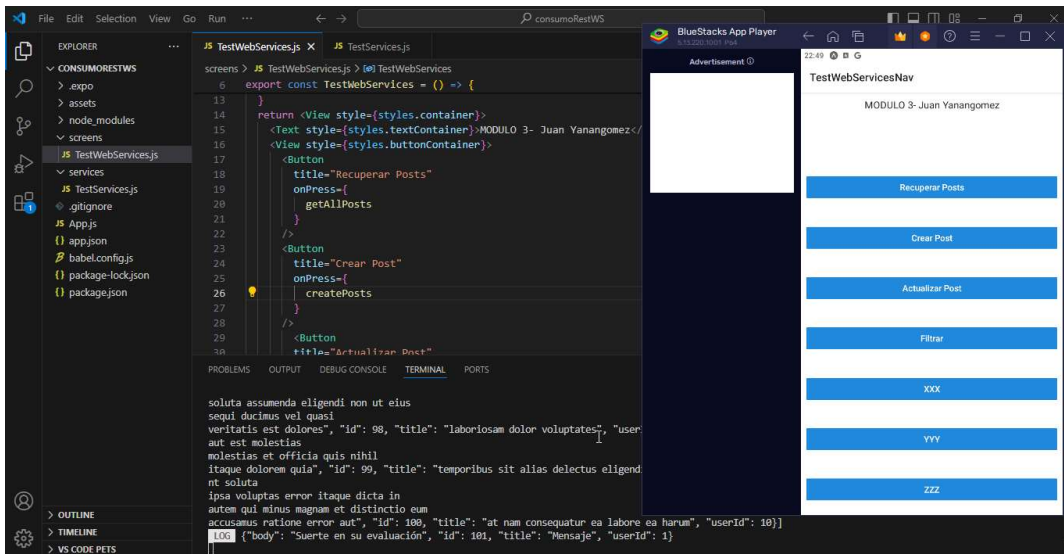 File Edit Selection View Go Run ...
consumoRestWS
EXPLORER
CONSUMORESTWS
.expo
assets
node_modules
screens
JS TestWebServices.js
services
JS TestServices.js
.gitignore
JS App.js
{} app.json
babel.config.js
{} package-lock.json
{} package.json
OUTLINE
TIMELINE
VS CODE PETS
1
JS TestWebServices.js
JS TestServices.js
screens > JS TestWebServices.js > TestWebServices
6 export const TestWebServices = () => {
13 }
14 return <View style={styles.container}>
15 <Text style={styles.textContainer}>MODULO 3- Juan Yanangomez</
16 <View style={styles.buttonContainer}>
17 <Button
18 title="Recuperar Posts"
19 onPress={
20 getAllPosts
21 }
22 />
23 <Button
24 title="Crear Post"
25 onPress={
26 createPosts
27 }
28 />
29 <Button
30 title="Actualizar Post"
PROBLEMS OUTPUT DEBUG CONSOLE TERMINAL PORTS
soluta assumenda eligendi non ut eius
sequi ducimus vel quasi
veritatis est dolores", "id": 98, "title": "laboriosam dolor voluptates", "user
aut est molestias
molestias et officia quis nihil
itaque dolorem quia", "id": 99, "title": "temporibus sit alias delectus eligend
nt soluta
ipsa voluptas error itaque dicta in
autem qui minus magnam et distinctio eum
accusamus ratione error aut", "id": 100, "title": "at nam consequatur ea labore ea harum", "userId": 10}]
LOG {"body": "Suerte en su evaluación", "id": 101, "title": "Mensaje", "userId": 1}
BlueStacks App Player
5.13.220.1001 P64
Advertisement
22:49
G
TestWebServicesNav
MODULO 3- Juan Yanangomez
Recuperar Posts
Crear Post
Actualizar Post
Filtrar
XXX
YYY
ZZZ